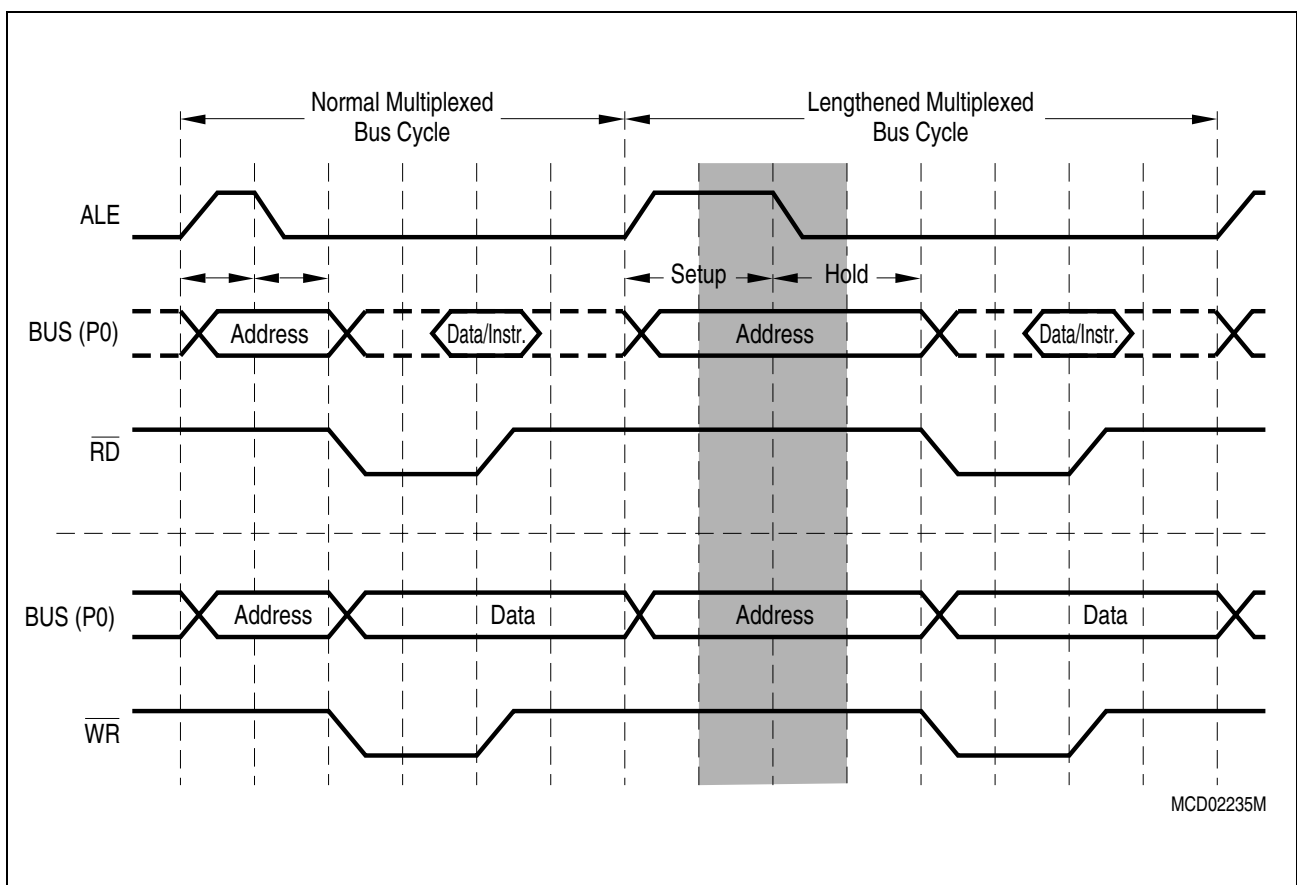 Normal Multiplexed
Bus Cycle
Lengthened Multiplexed
Bus Cycle
ALE
Setup
Hold
BUS (P0)
Address
Data/Instr.
Address
Data/Instr.
RD
BUS (P0)
Address
Data
Address
Data
WR
MCD02235M